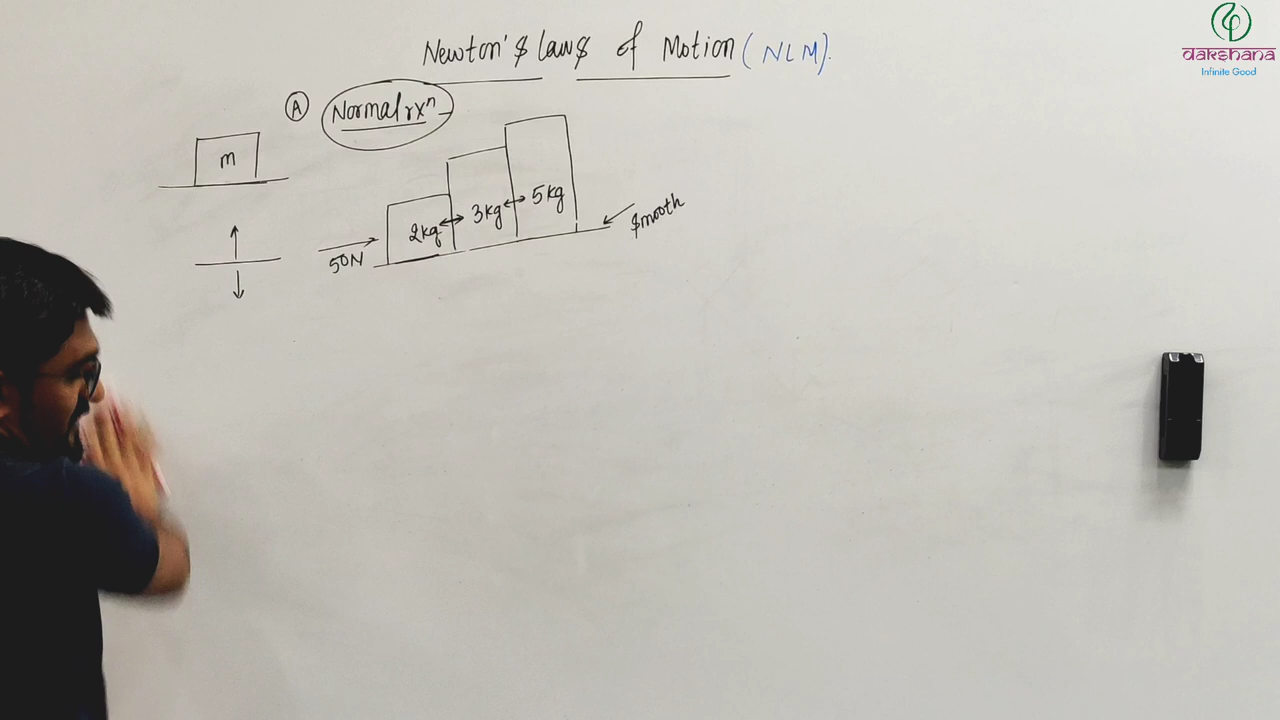 Newton's Laws of Motion (NLM).
A Normal rxⁿ
m
2kg 3kg 5kg
50N
Smooth
dakshana
Infinite Good